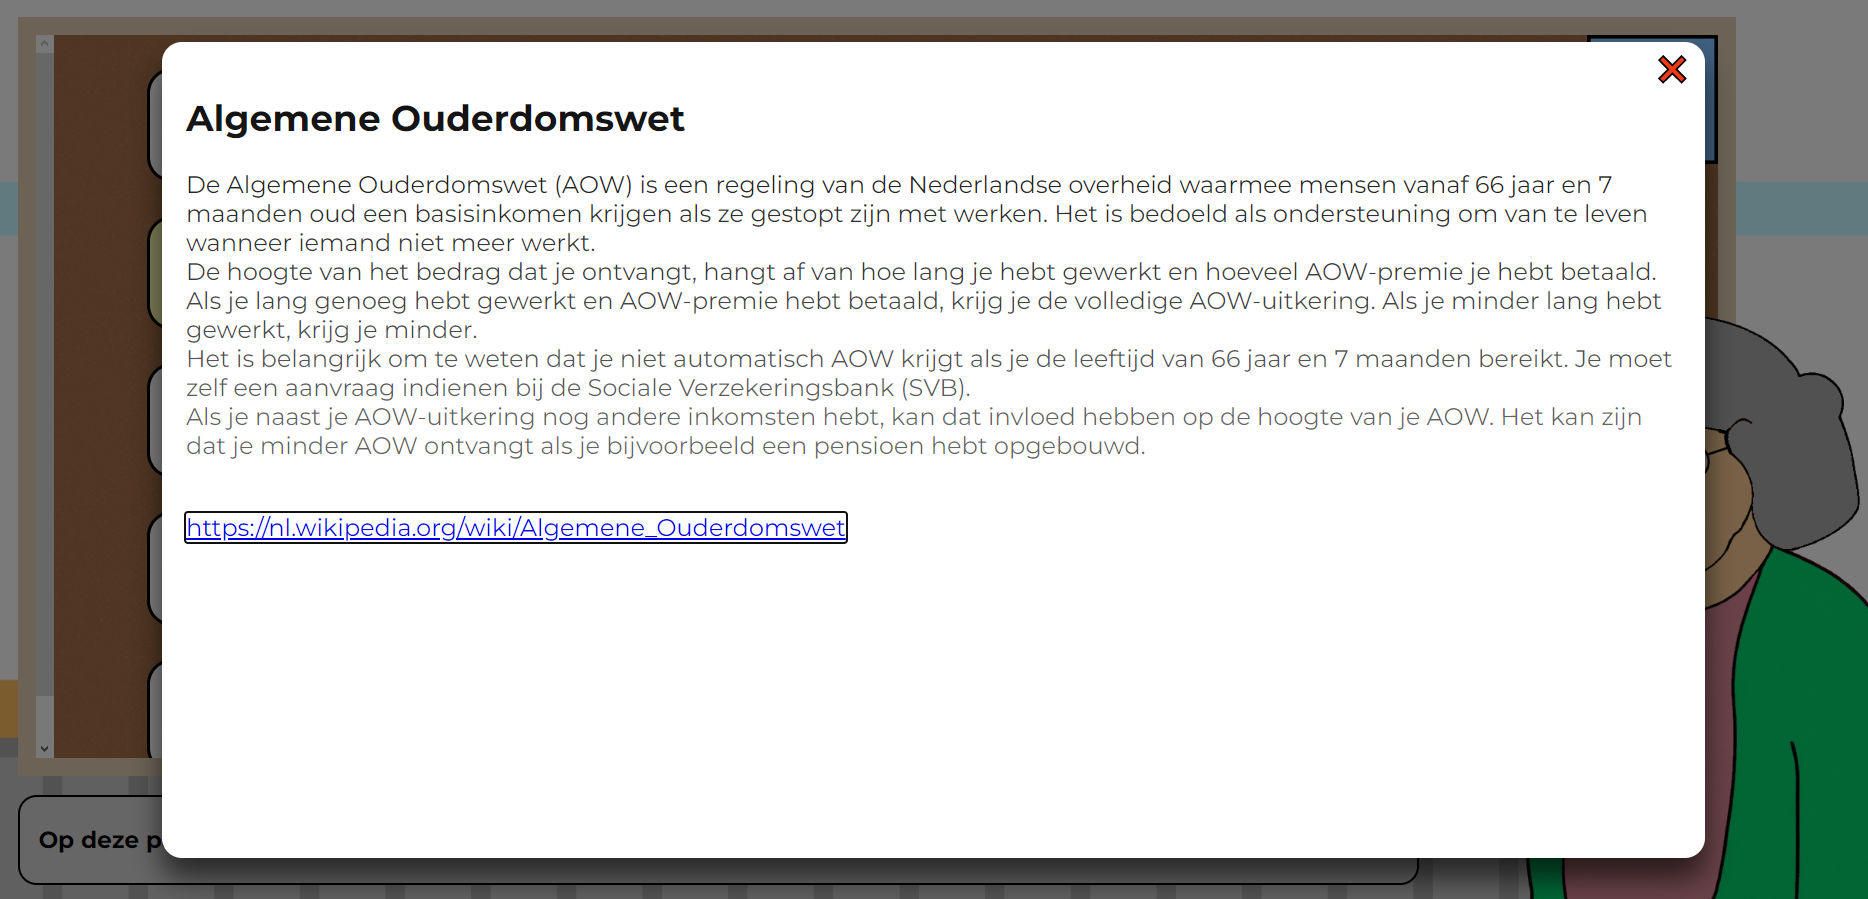 Algemene Ouderdomswet
De Algemene Ouderdomswet (AOW) is een regeling van de Nederlandse overheid waarmee mensen vanaf 66 jaar en 7
maanden oud een basisinkomen krijgen als ze gestopt zijn met werken. Het is bedoeld als ondersteuning om van te leven
wanneer iemand niet meer werkt.
De hoogte van het bedrag dat je ontvangt, hangt af van hoe lang je hebt gewerkt en hoeveel AOW-premie je hebt betaald.
Als je lang genoeg hebt gewerkt en AOW-premie hebt betaald, krijg je de volledige AOW-uitkering. Als je minder lang hebt
gewerkt, krijg je minder.
Het is belangrijk om te weten dat je niet automatisch AOW krijgt als je de leeftijd van 66 jaar en 7 maanden bereikt. Je moet
zelf een aanvraag indienen bij de Sociale Verzekeringsbank (SVB).
Als je naast je AOW-uitkering nog andere inkomsten hebt, kan dat invloed hebben op de hoogte van je AOW. Het kan zijn
dat je minder AOW ontvangt als je bijvoorbeeld een pensioen hebt opgebouwd.
https://nl.wikipedia.org/wiki/Algemene_Ouderdomswet
Op deze p